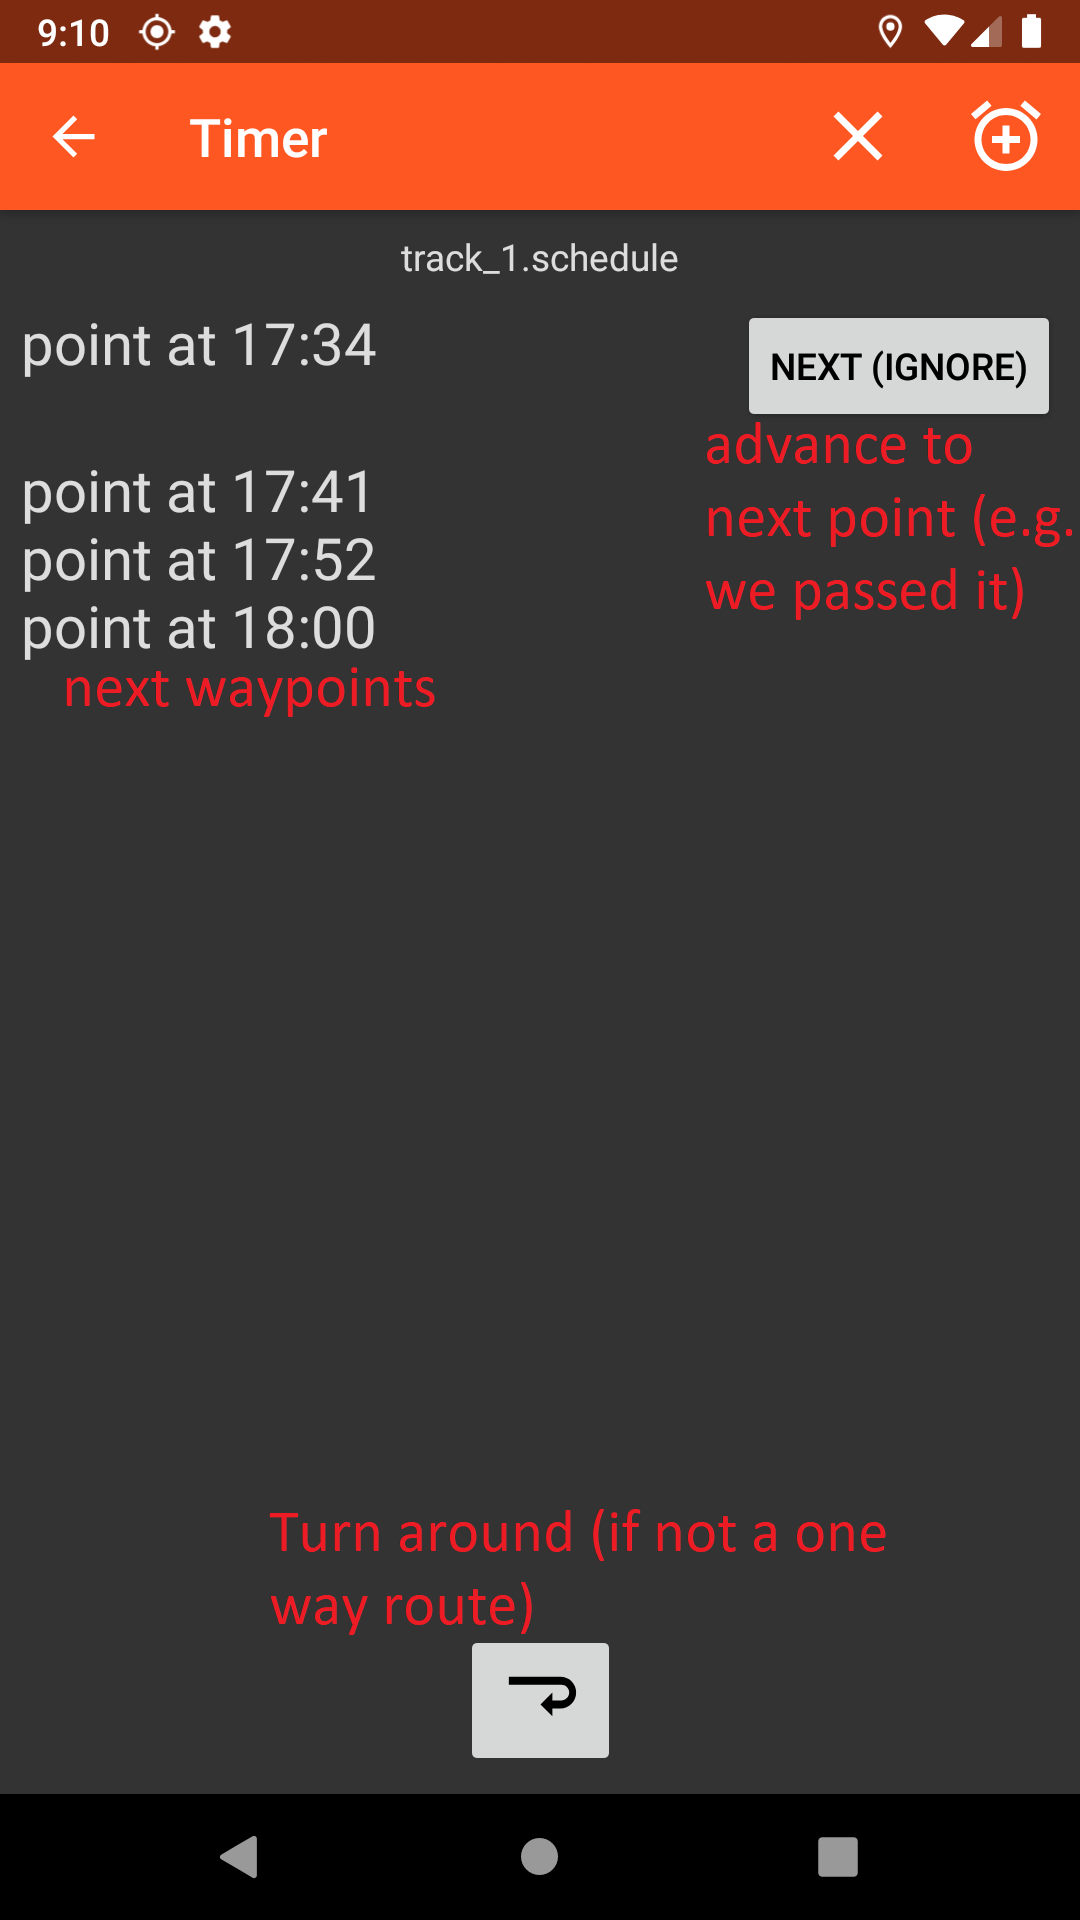 9:10
Timer
track_1.schedule
point at 17:34
NEXT (IGNORE)
advance to
next point (e.g.
we passed it)
point at 17:41
point at 17:52
point at 18:00
next waypoints
Turn around (if not a one
way route)